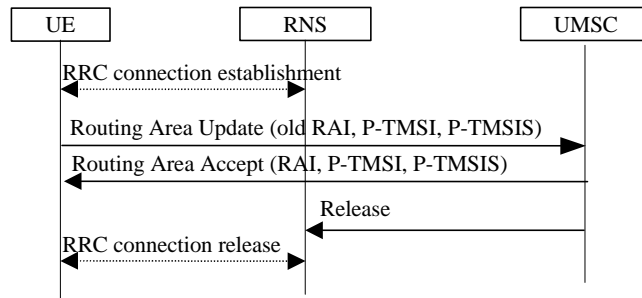 UE
RNS
UMSC
RRC connection establishment
Routing Area Update (old RAI, P-TMSI, P-TMSIS)
Routing Area Accept (RAI, P-TMSI, P-TMSIS)
Release
RRC connection release